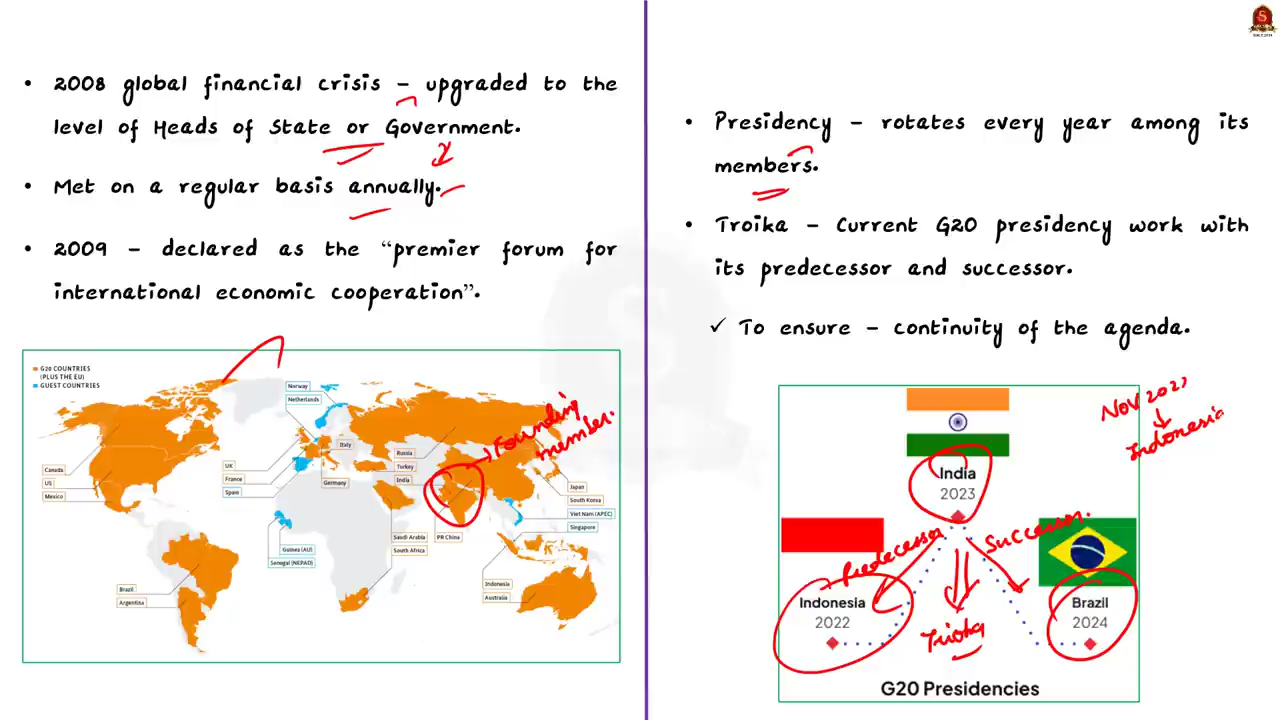 • 2008 global financial crisis – upgraded to the
level of Heads of State or Government.
• Met on a regular basis annually.
• 2009 – declared as the “premier forum for
international economic cooperation”.
G20 COUNTRIES
(PLUS THE EU)
GUEST COUNTRIES
Norway
Netherlands
Canada
US
Mexico
UK
France
Spain
Italy
Germany
Russia
Turkey
India
Japan
South Korea
Viet Nam (APEC)
Singapore
PR China
Saudi Arabia
South Africa
Guinea (AU)
Senegal (NEPAD)
Indonesia
Australia
Brazil
Argentina
Founding
member.
• Presidency – rotates every year among its
members.
• Troika – Current G20 presidency work with
its predecessor and successor.
✓ To ensure – continuity of the agenda.
Nov 2022
Indonesia
India
2023
Predecessor
Successor.
Indonesia
2022
Trioka
Brazil
2024
G20 Presidencies